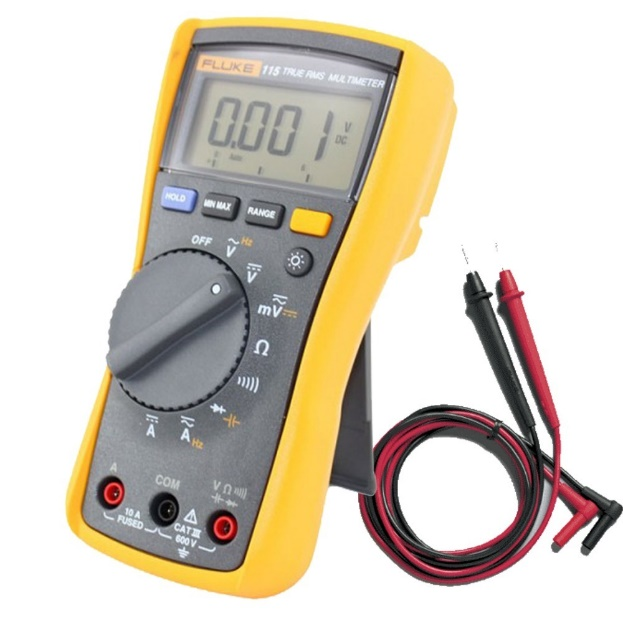 FLUKE 115 TRUE RMS MULTIMETER
0.001 V
DC
Auto
HOLD MIN MAX RANGE
OFF
V Hz
V
mV
Ω
A
A Hz
A COM V Ω
10 A
FUSED
CAT III
600 V